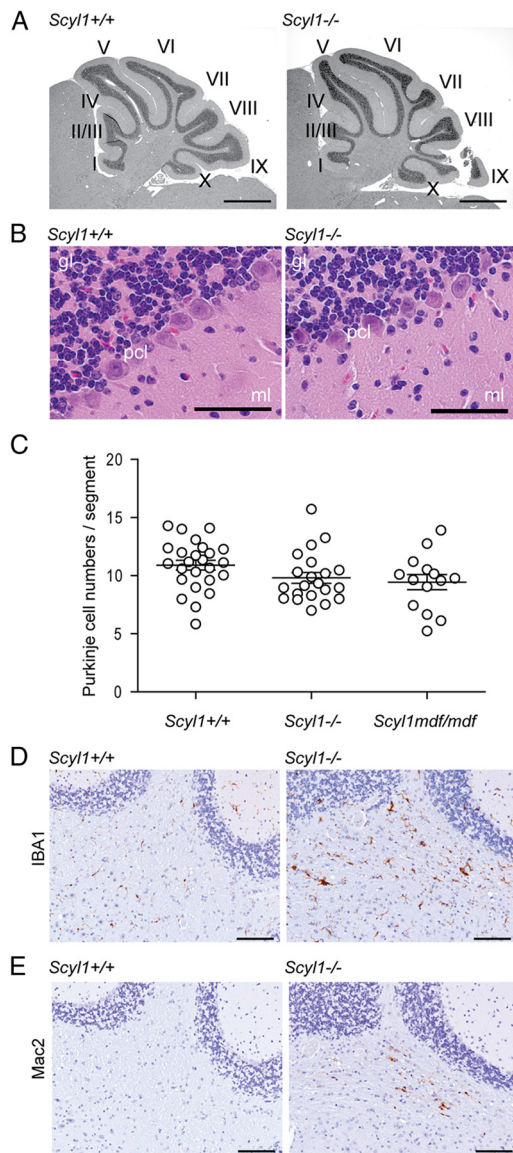 A
Scyl1+/+
Scyl1-/-
V
VI
VII
IV
VIII
II/III
I
IX
X
V
VI
VII
IV
VIII
II/III
I
IX
X
B
Scyl1+/+
Scyl1-/-
gl
pcl
ml
gl
pcl
ml
C
20
15
10
5
0
Purkinje cell numbers / segment
Scyl1+/+
Scyl1-/-
Scyl1mdf/mdf
D
Scyl1+/+
Scyl1-/-
IBA1
E
Scyl1+/+
Scyl1-/-
Mac2